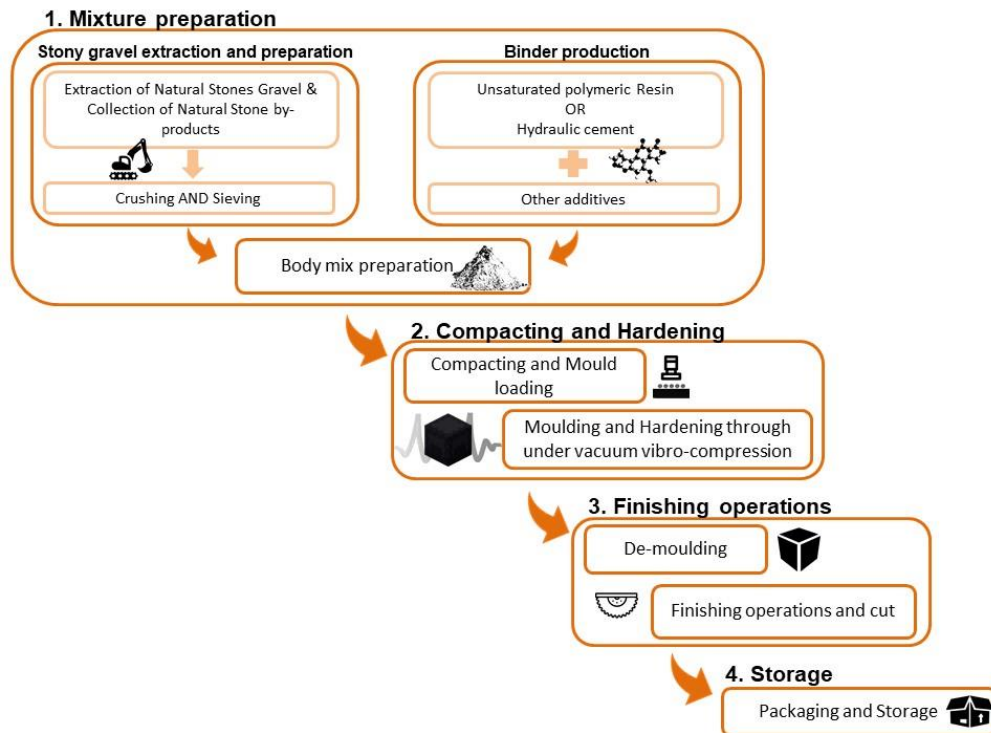 1. Mixture preparation
Stony gravel extraction and preparation
Extraction of Natural Stones Gravel &
Collection of Natural Stone by-
products
Crushing AND Sieving
Binder production
Unsaturated polymeric Resin
OR
Hydraulic cement
Other additives
Body mix preparation
2. Compacting and Hardening
Compacting and Mould
loading
Moulding and Hardening through
under vacuum vibro-compression
3. Finishing operations
De-moulding
Finishing operations and cut
4. Storage
Packaging and Storage